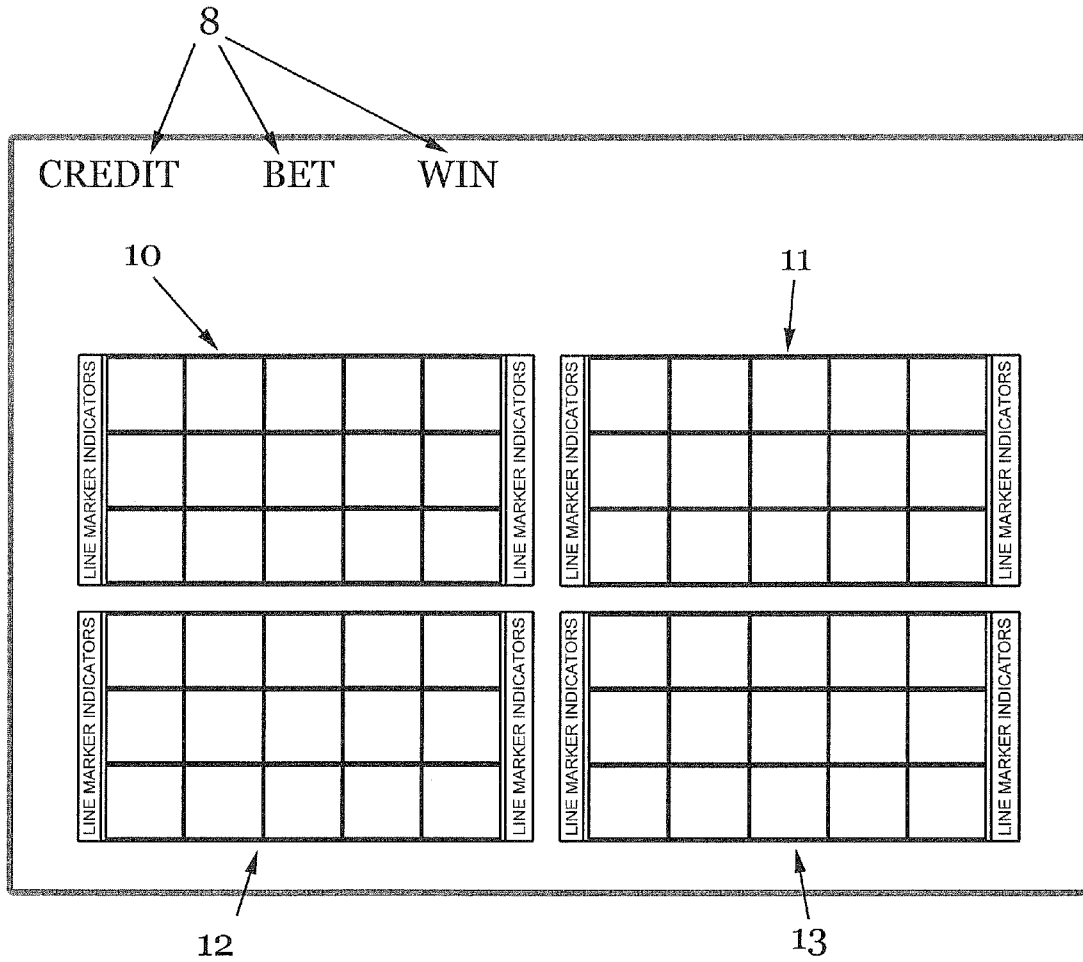 8
CREDIT BET WIN
10
11
LINE MARKER INDICATORS
LINE MARKER INDICATORS
LINE MARKER INDICATORS
LINE MARKER INDICATORS
LINE MARKER INDICATORS
LINE MARKER INDICATORS
LINE MARKER INDICATORS
LINE MARKER INDICATORS
12
13